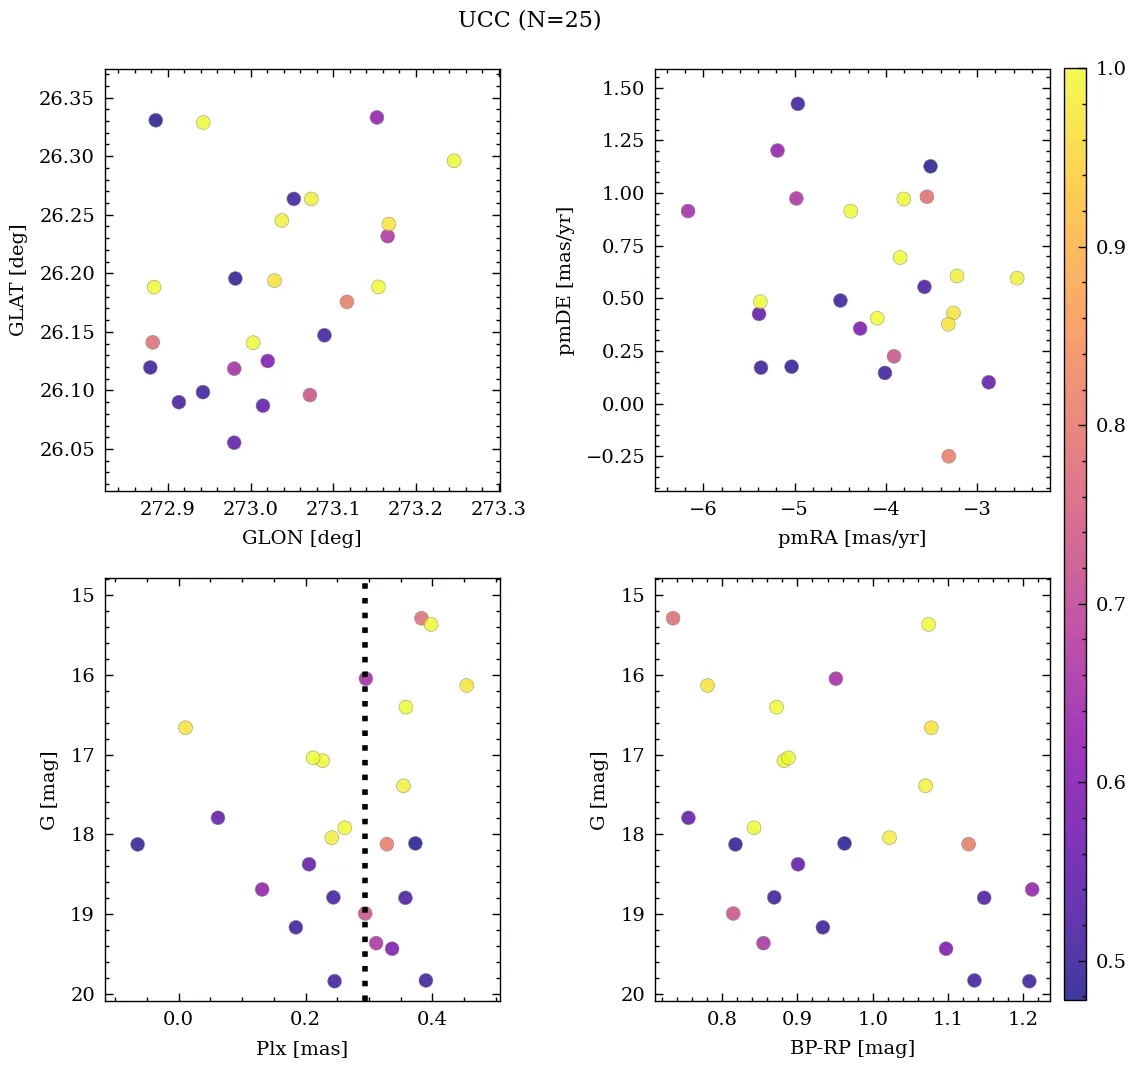 UCC (N=25)
26.35
26.30
26.25
26.20
26.15
26.10
26.05
GLAT [deg]
272.9 273.0 273.1 273.2 273.3
GLON [deg]
1.50
1.25
1.00
0.75
0.50
0.25
0.00
−0.25
pmDE [mas/yr]
−6 −5 −4 −3
pmRA [mas/yr]
15
16
17
18
19
20
G [mag]
0.0 0.2 0.4
Plx [mas]
15
16
17
18
19
20
G [mag]
0.8 0.9 1.0 1.1 1.2
BP-RP [mag]
1.0
0.9
0.8
0.7
0.6
0.5